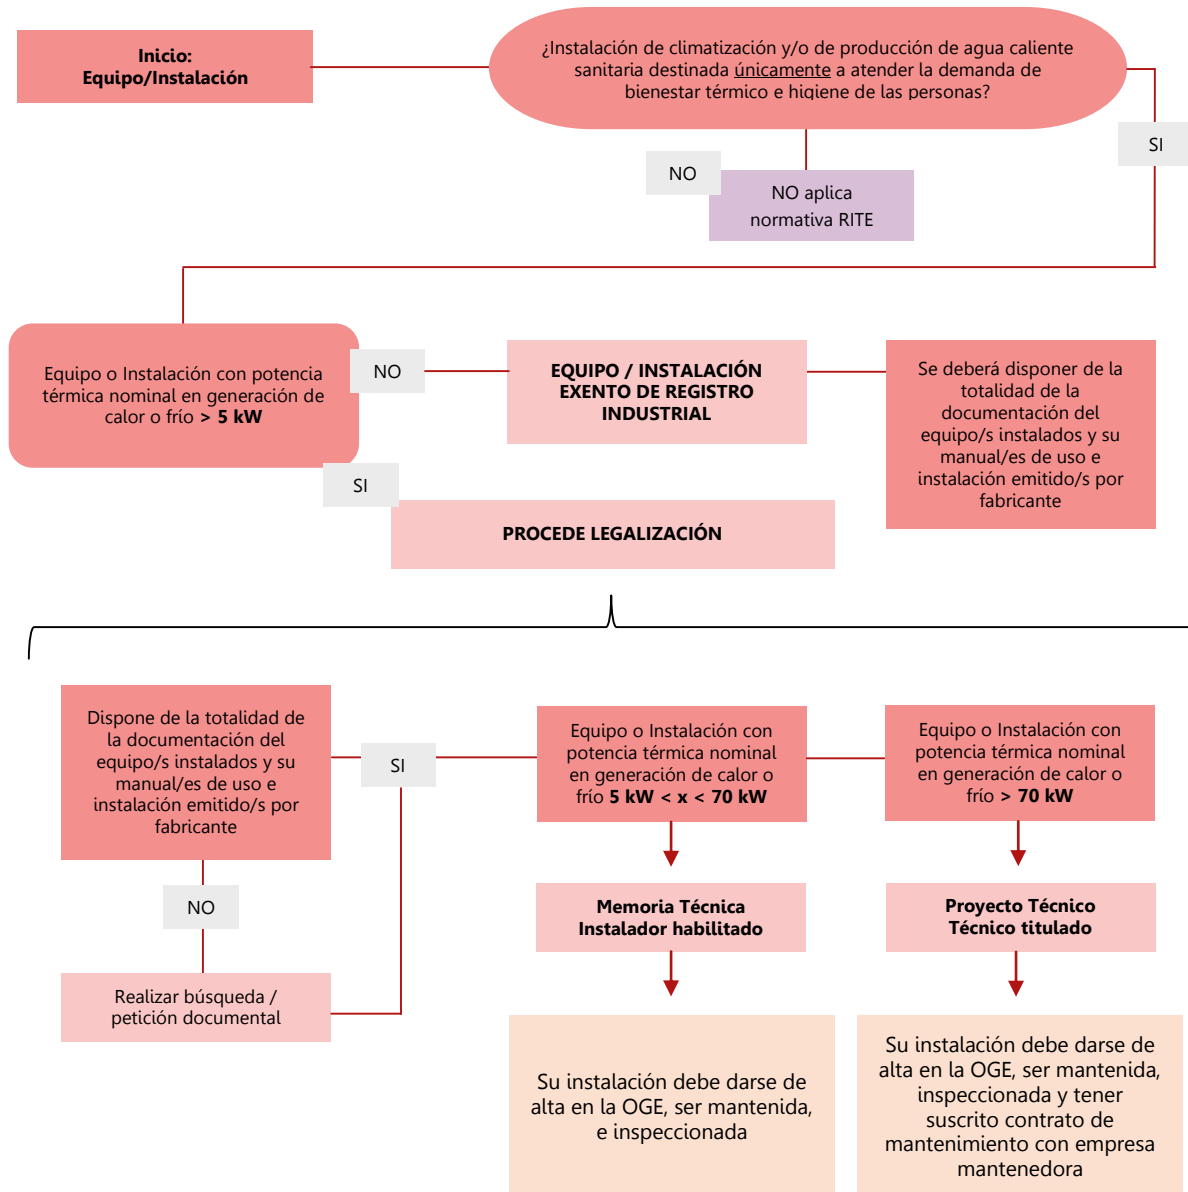 Inicio:
Equipo/Instalación
¿Instalación de climatización y/o de producción de agua caliente
sanitaria destinada únicamente a atender la demanda de
bienestar térmico e higiene de las personas?
SI
NO
NO aplica
normativa RITE
Equipo o Instalación con potencia
térmica nominal en generación de
calor o frío > 5 kW
NO
EQUIPO / INSTALACIÓN
EXENTO DE REGISTRO
INDUSTRIAL
Se deberá disponer de la
totalidad de la
documentación del
equipo/s instalados y su
manual/es de uso e
instalación emitido/s por
fabricante
SI
PROCEDE LEGALIZACIÓN
Dispone de la totalidad de
la documentación del
equipo/s instalados y su
manual/es de uso e
instalación emitido/s por
fabricante
SI
Equipo o Instalación con
potencia térmica nominal
en generación de calor o
frío 5 kW < x < 70 kW
Equipo o Instalación con
potencia térmica nominal
en generación de calor o
frío > 70 kW
NO
Memoria Técnica
Instalador habilitado
Proyecto Técnico
Técnico titulado
Realizar búsqueda /
petición documental
Su instalación debe darse de
alta en la OGE, ser mantenida,
e inspeccionada
Su instalación debe darse de
alta en la OGE, ser mantenida,
inspeccionada y tener
suscrito contrato de
mantenimiento con empresa
mantenedora